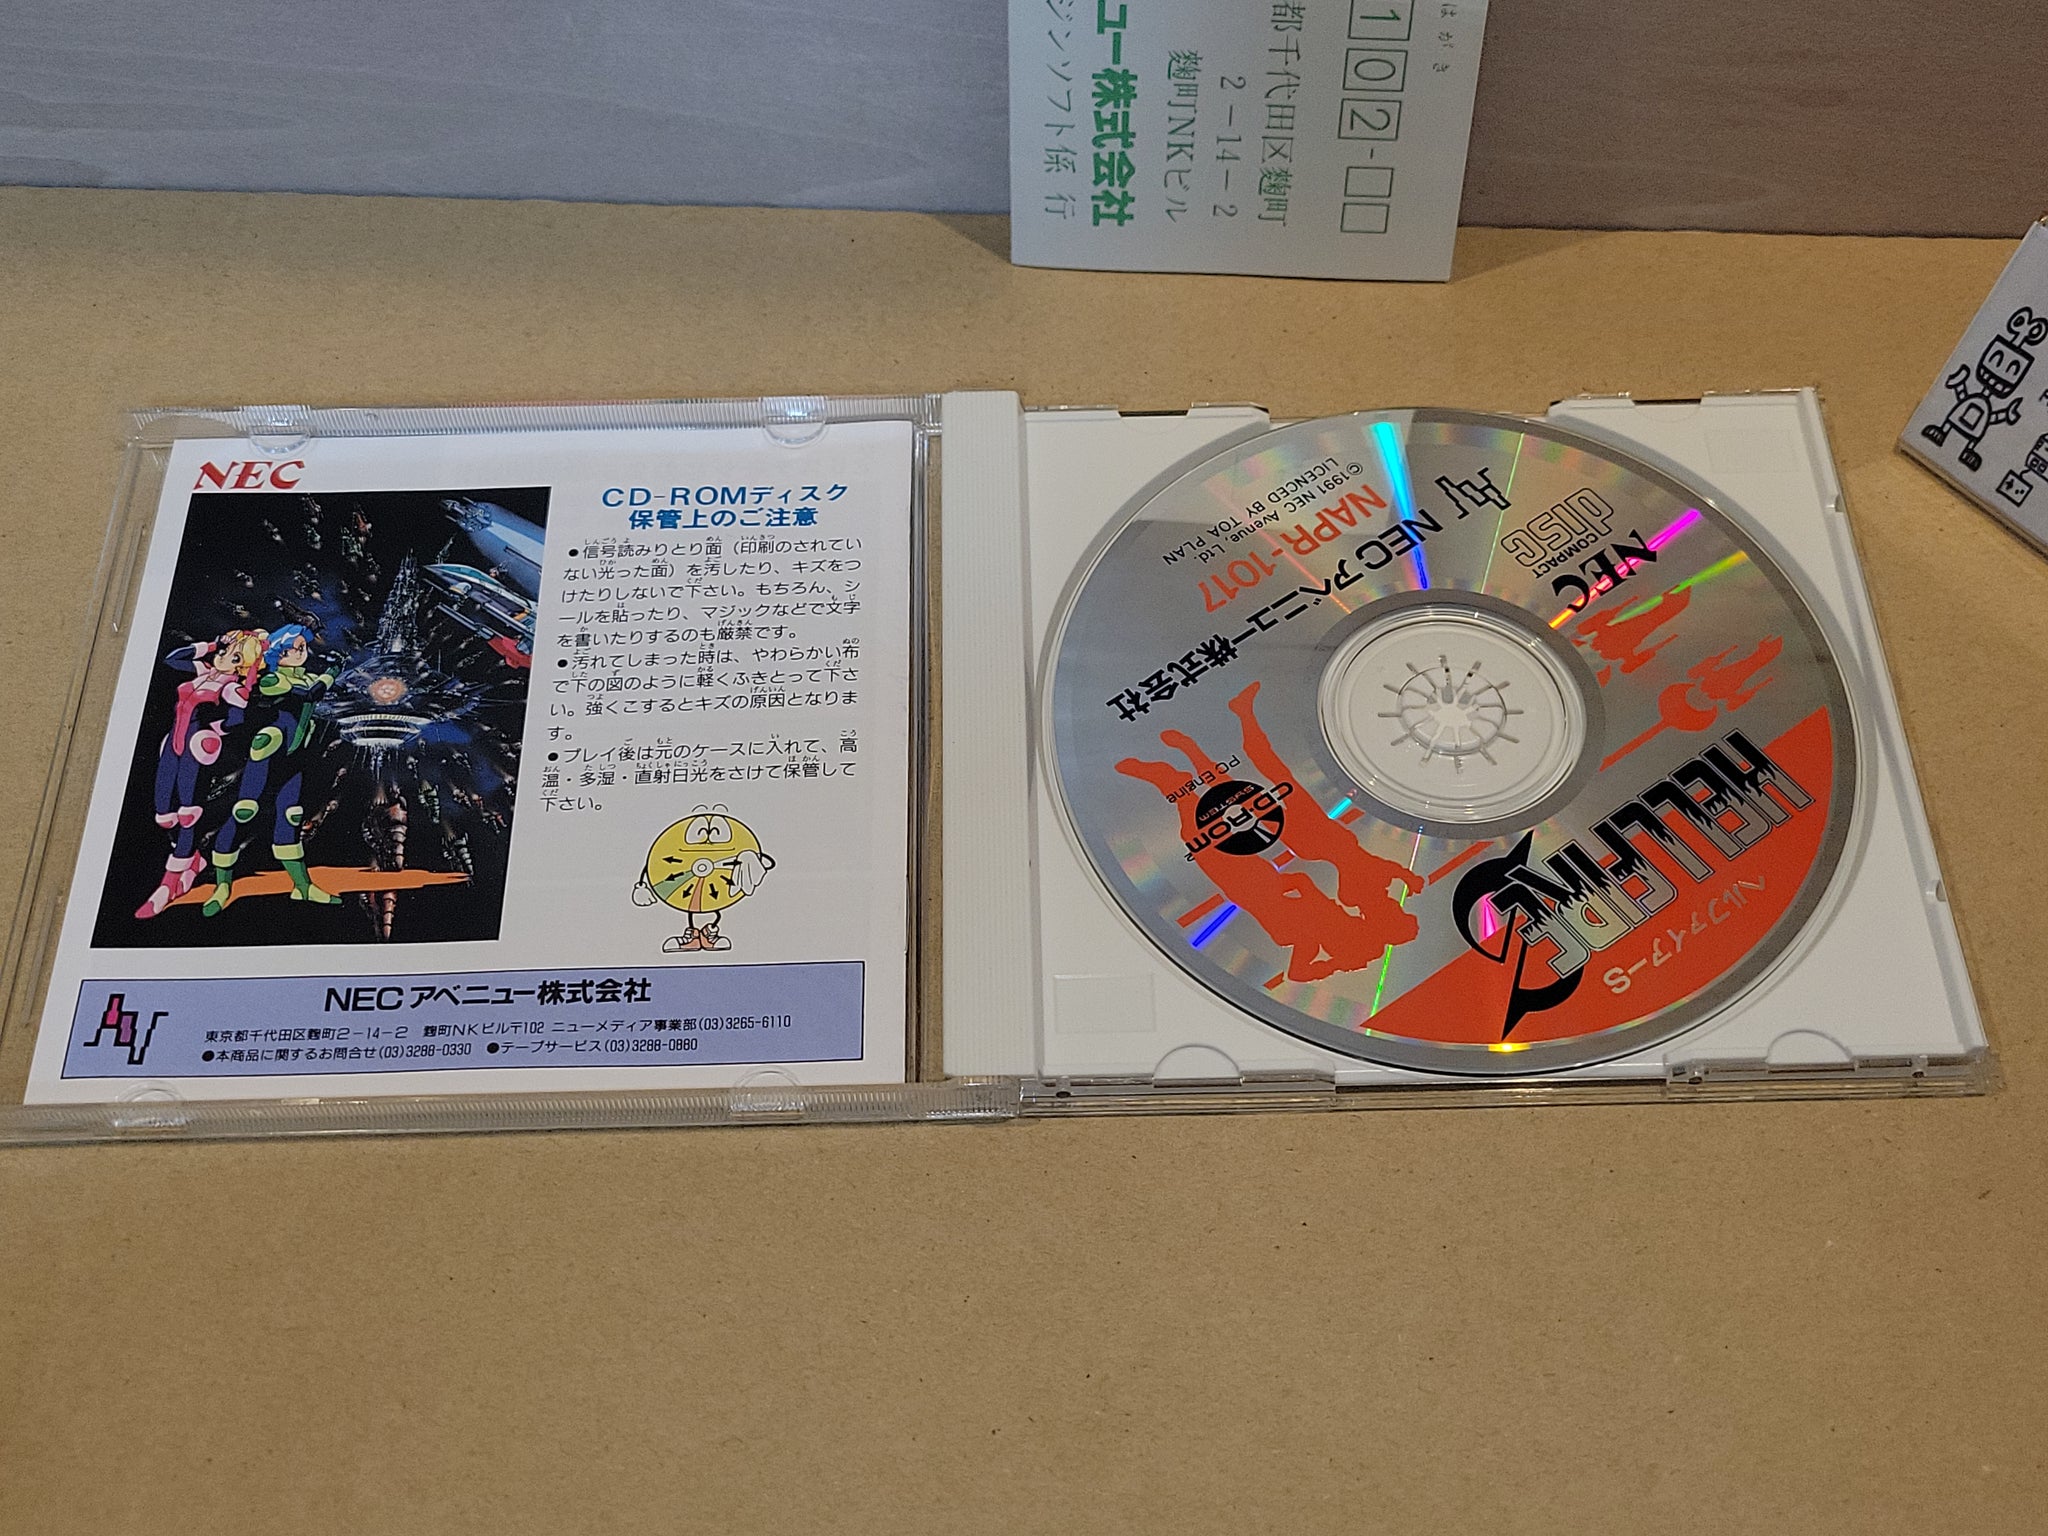 はがき
102-
都千代田区麹町
2-14-2
麹町NKビル
ュー株式会社
ジンソフト係 行
NEC
CD-ROMディスク
保管上のご注意
●信号読みりとり面（印刷のされてい
ない光った面）を汚したり、キズをつ
けたりしないで下さい。もちろん、シ
ールを貼ったり、マジックなどで文字
を書いたりするのも厳禁です。
●汚れてしまった時は、やわらかい布
で下の図のように軽くふきとって下さ
い。強くこするとキズの原因となりま
す。
●プレイ後は元のケースに入れて、高
温・多湿・直射日光をさけて保管して
下さい。
NECアベニュー株式会社
東京都千代田区麹町2-14-2 麹町NKビル〒102 ニューメディア事業部(03)3265-6110
●本商品に関するお問合せ(03)3288-0330 ●テープサービス(03)3288-0880
ヘルファイアーS
HELLFIRE
NEC
COMPACT
disc
NECアベニュー株式会社
NAPR-1017
©1991 NEC Avenue, Ltd.
LICENCED BY TOA PLAN
CD-ROM²
SYSTEM
PC Engine